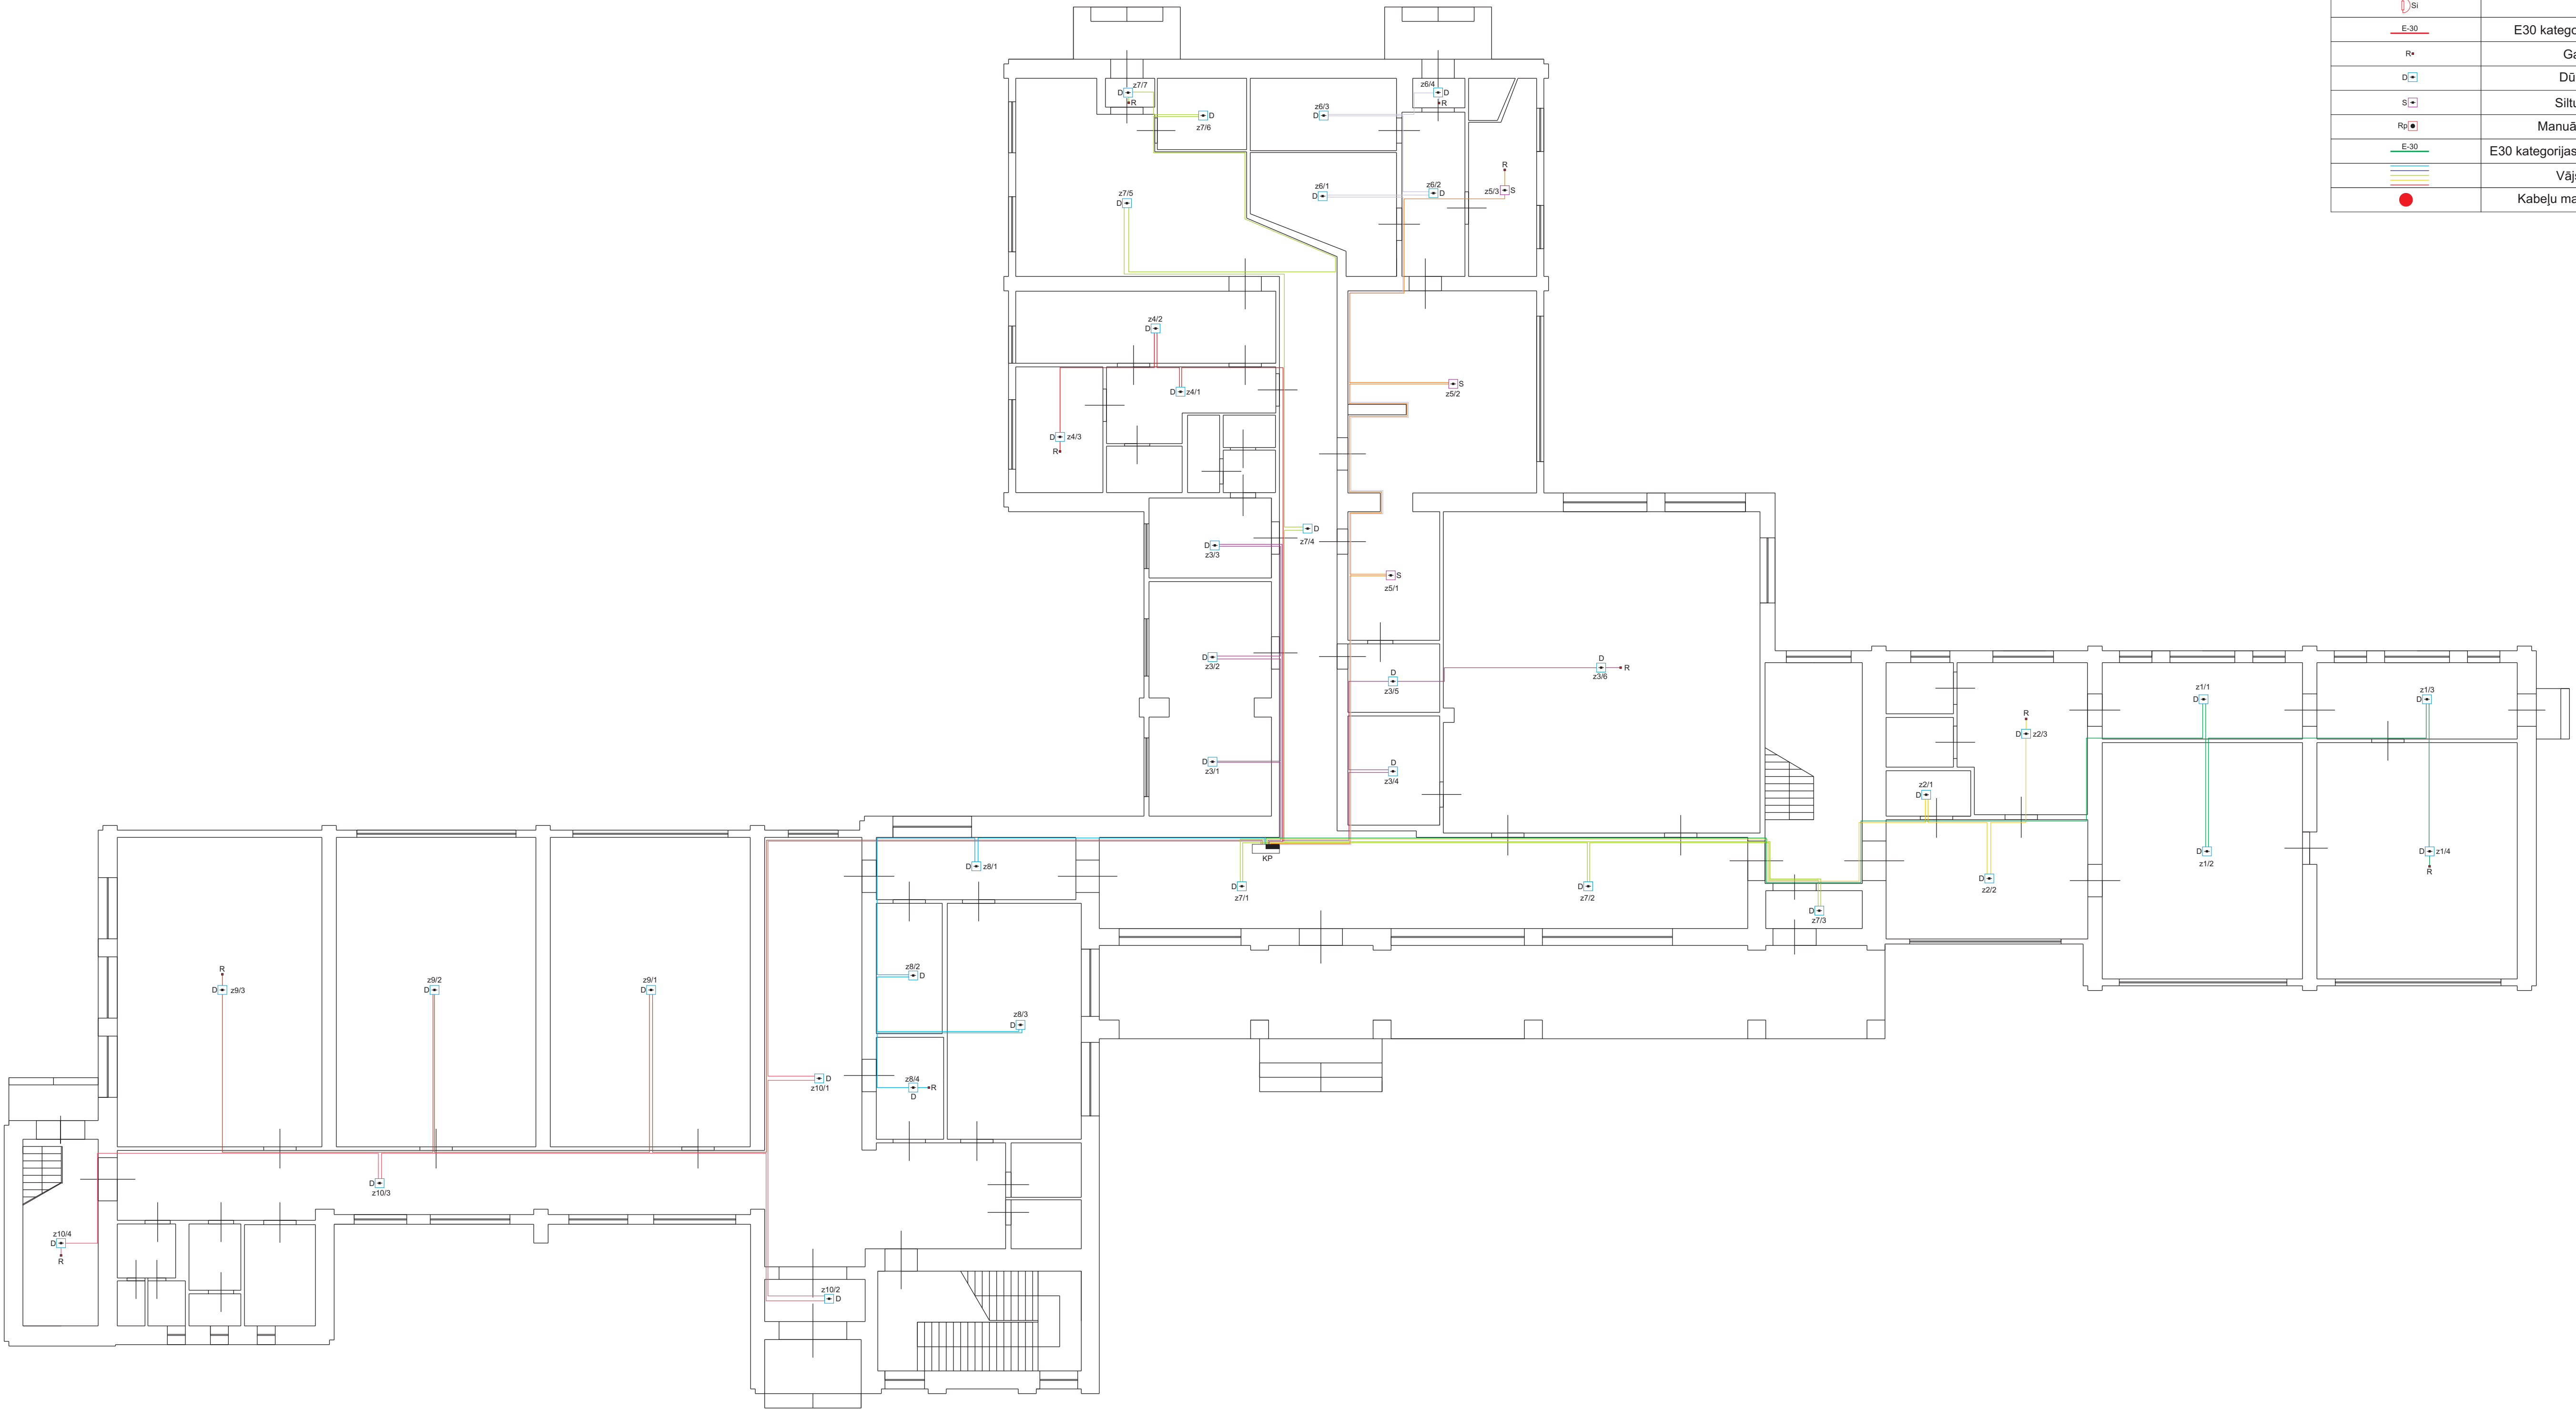 Si
E-30 E30 katego
R Ga
D Dū
S Siltu
Rp Manuā
E-30 E30 kategorijas
Vāj
Kabeļu ma
z7/7
D
R
D
z7/6
z6/3
D
z6/4
D
R
z7/5
D
z6/1
D
z6/2
D
R
z5/3 S
z4/2
D
D z4/1
D z4/3
R
S
z5/2
D
z3/3
D
z7/4
S
z5/1
D
z3/2
D
z3/5
D
z3/6
R
D
z3/1
D
z3/4
R
D z2/3
z1/1
D
z1/3
D
z2/1
D
D
z1/2
D z1/4
R
D
z2/2
KP
D z8/1
D
z7/1
D
z7/2
D
z7/3
R
D z9/3
z9/2
D
z9/1
D
z8/2
D
z8/3
D
D
z10/1
z8/4
R
D
D
z10/3
z10/4
D
R
z10/2
D